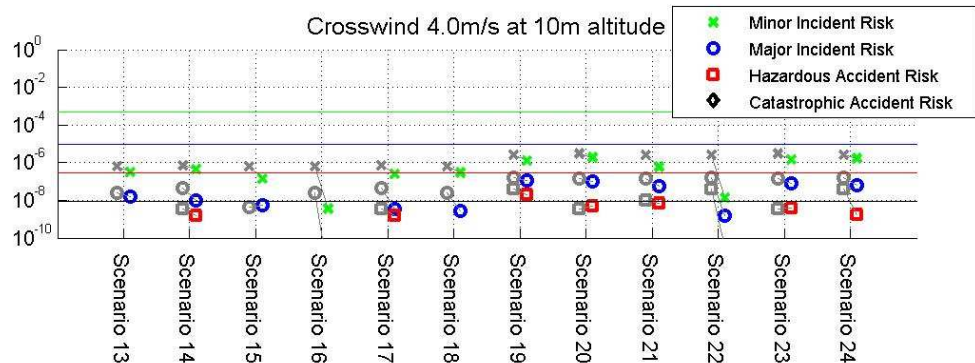 Crosswind 4.0m/s at 10m altitude
Minor Incident Risk
Major Incident Risk
Hazardous Accident Risk
Catastrophic Accident Risk
10^0
10^-2
10^-4
10^-6
10^-8
10^-10
Scenario 13
Scenario 14
Scenario 15
Scenario 16
Scenario 17
Scenario 18
Scenario 19
Scenario 20
Scenario 21
Scenario 22
Scenario 23
Scenario 24